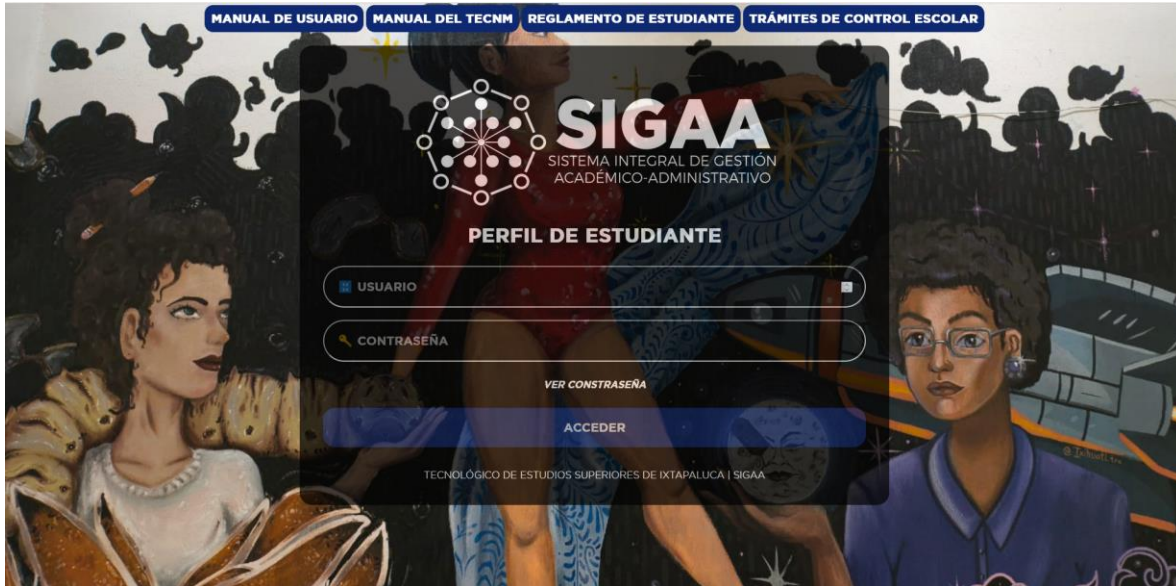 MANUAL DE USUARIO MANUAL DEL TECNM REGLAMENTO DE ESTUDIANTE TRÁMITES DE CONTROL ESCOLAR
SIGAA
SISTEMA INTEGRAL DE GESTIÓN
ACADÉMICO-ADMINISTRATIVO
PERFIL DE ESTUDIANTE
USUARIO
CONTRASEÑA
VER CONSTRASEÑA
ACCEDER
TECNOLÓGICO DE ESTUDIOS SUPERIORES DE IXTAPALUCA | SIGAA